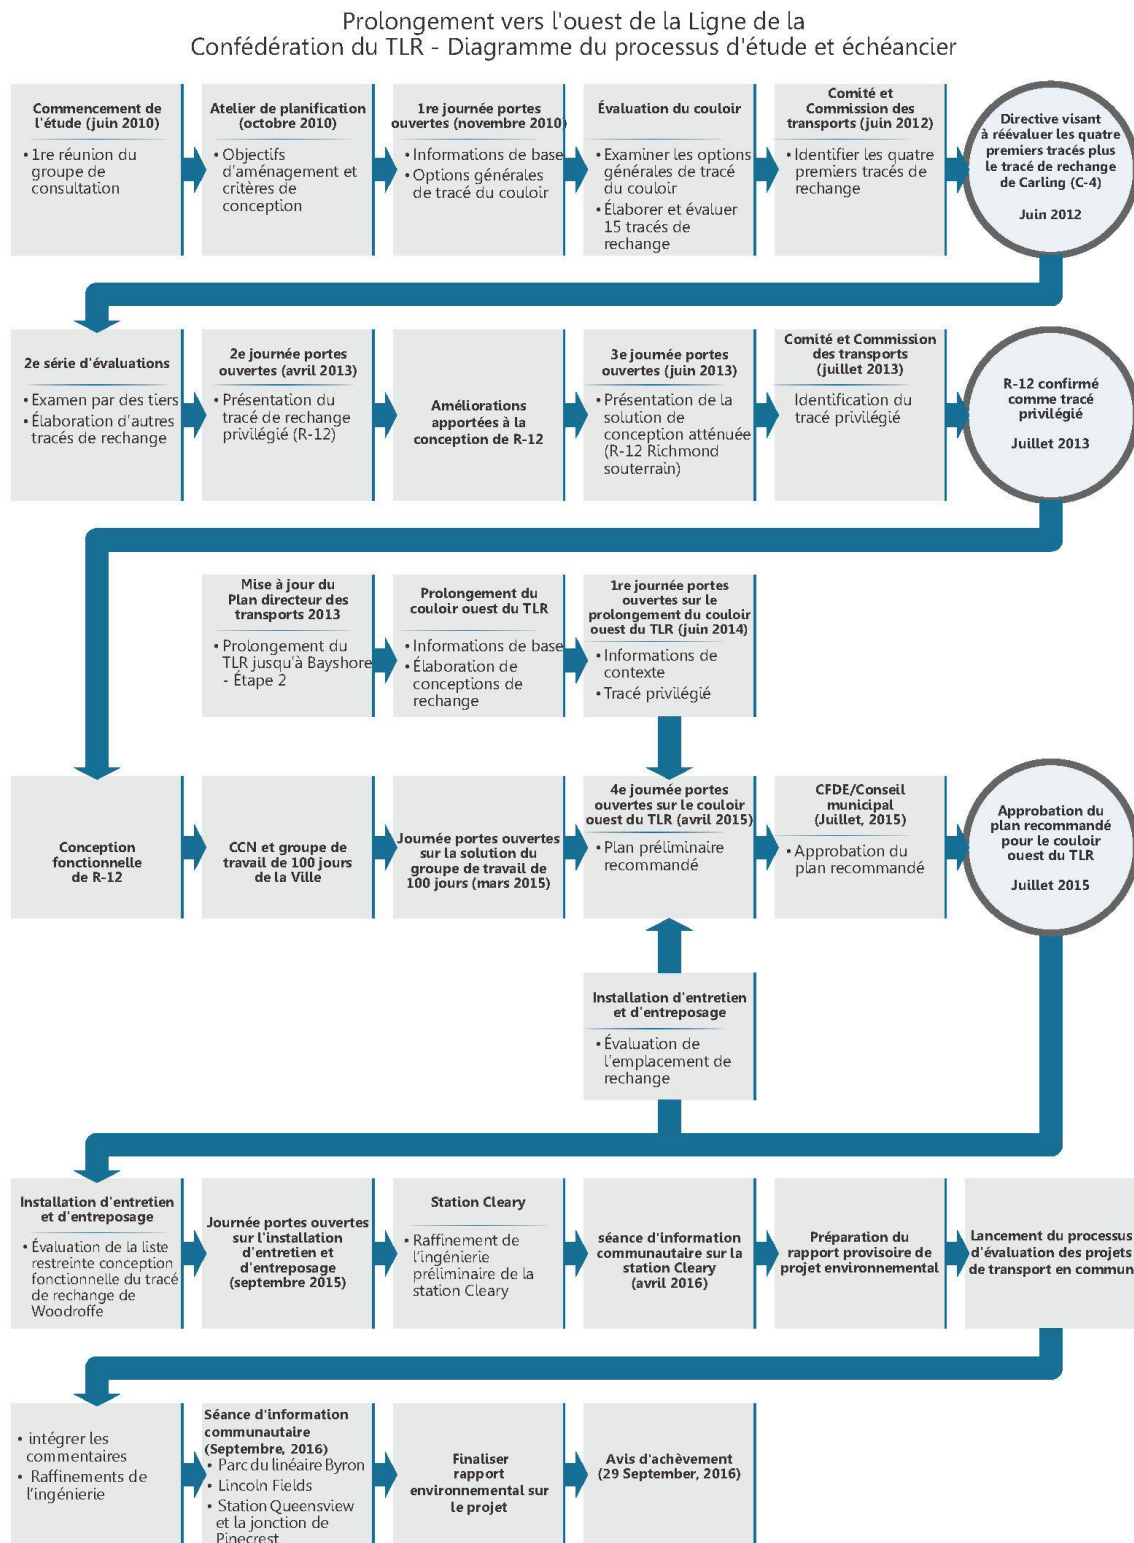 Prolongement vers l'ouest de la Ligne de la
Confédération du TLR - Diagramme du processus d'étude et échéancier
Commencement de
l'étude (juin 2010)
• 1re réunion du
groupe de
consultation
Atelier de planification
(octobre 2010)
• Objectifs
d'aménagement et
critères de
conception
1re journée portes
ouvertes (novembre 2010)
• Informations de base
• Options générales
de tracé du couloir
Évaluation du couloir
• Examiner les options
générales de tracé
du couloir
• Élaborer et évaluer
15 tracés de
rechange
Comité et
Commission des
transports (juin 2012)
• Identifier les quatre
premiers tracés de
rechange
Directive visant
à réévaluer les quatre
premiers tracés plus
le tracé de rechange
de Carling (C-4)
Juin 2012
2e série d'évaluations
• Examen par des tiers
• Élaboration d'autres
tracés de rechange
2e journée portes
ouvertes (avril 2013)
• Présentation du
tracé de rechange
privilégié (R-12)
Améliorations
apportées à la
conception de R-12
3e journée portes
ouvertes (juin 2013)
• Présentation de la
solution de
conception atténuée
(R-12 Richmond
souterrain)
Comité et Commission
des transports
(juillet 2013)
Identification du
tracé privilégié
R-12 confirmé
comme tracé
privilégié
Juillet 2013
Mise à jour du
Plan directeur des
transports 2013
• Prolongement du
TLR jusqu'à Bayshore
- Étape 2
Prolongement du
couloir ouest du TLR
• Informations de base
• Élaboration de
conceptions de
rechange
1re journée portes
ouvertes sur le
prolongement du couloir
ouest du TLR (juin 2014)
• Informations de
contexte
• Tracé privilégié
Conception
fonctionnelle
de R-12
CCN et groupe de
travail de 100 jours
de la Ville
Journée portes ouvertes
sur la solution du
groupe de travail de
100 jours (mars 2015)
4e journée portes
ouvertes sur le couloir
ouest du TLR (avril 2015)
• Plan préliminaire
recommandé
CFDE/Conseil
municipal
(Juillet, 2015)
• Approbation du
plan recommandé
Approbation du
plan recommandé
pour le couloir
ouest du TLR
Juillet 2015
Installation d'entretien
et d'entreposage
• Évaluation de
l'emplacement de
rechange
Installation d'entretien
et d'entreposage
• Évaluation de la liste
restreinte conception
fonctionnelle du tracé
de rechange de
Woodroffe
Journée portes ouvertes
sur l'installation
d'entretien et
d'entreposage
(septembre 2015)
Station Cleary
• Raffinement de
l'ingénierie
préliminaire de la
station Cleary
séance d'information
communautaire sur la
station Cleary
(avril 2016)
Préparation du
rapport provisoire de
projet environnemental
Lancement du processus
d'évaluation des projets
de transport en commun
• intégrer les
commentaires
• Raffinements de
l'ingénierie
Séance d'information
communautaire
(Septembre, 2016)
• Parc du linéaire Byron
• Lincoln Fields
• Station Queensview
et la jonction de
Pinecrest
Finaliser
rapport
environnemental sur
le projet
Avis d'achèvement
(29 September, 2016)